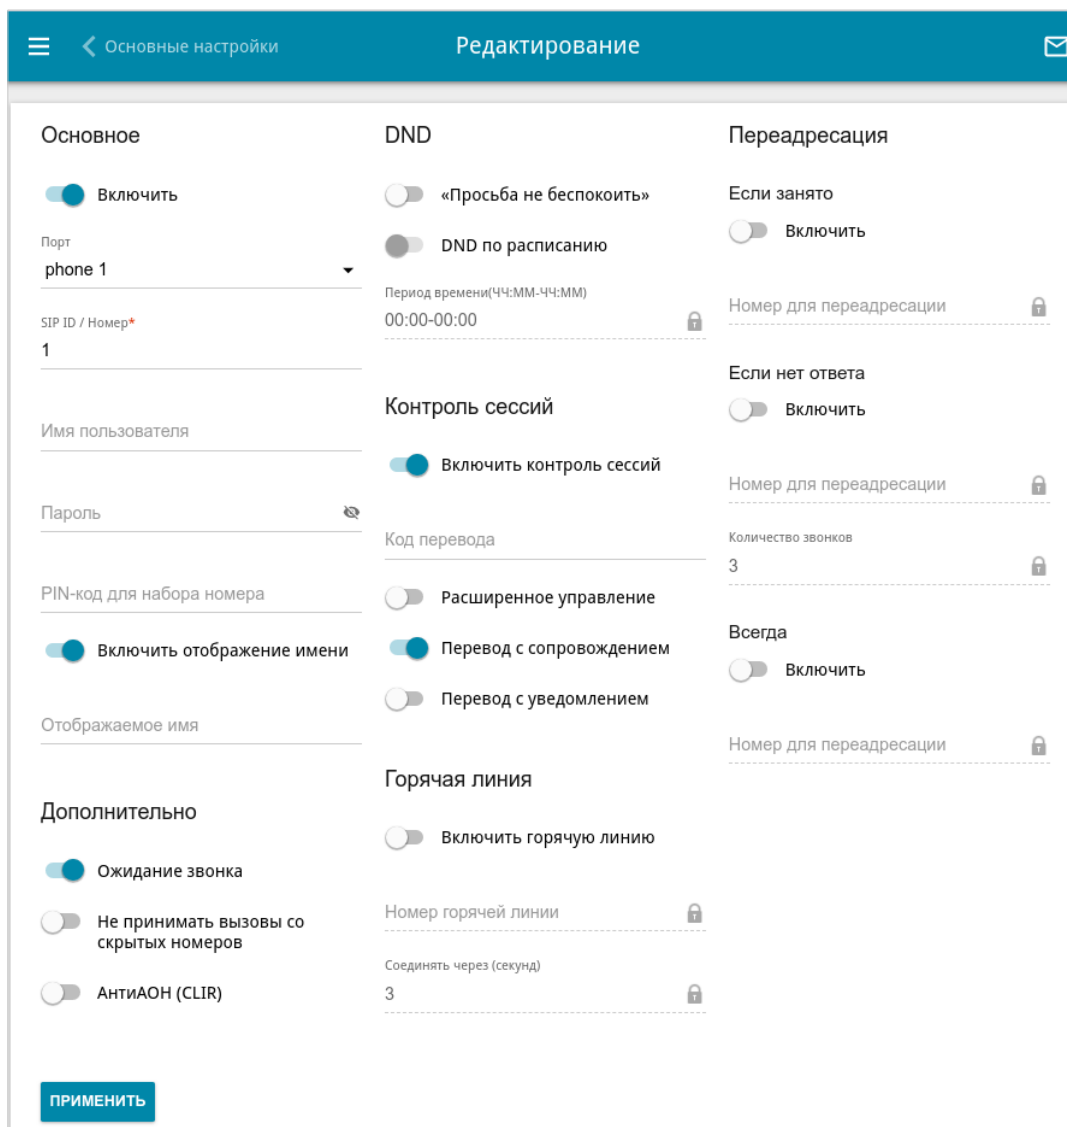 Основные настройки
Редактирование
Основное
Включить
Порт
phone 1
SIP ID / Номер*
1
Имя пользователя
Пароль
PIN-код для набора номера
Включить отображение имени
Отображаемое имя
Дополнительно
Ожидание звонка
Не принимать вызовы со
скрытых номеров
АнтиАОН (CLIR)
ПРИМЕНИТЬ
DND
«Просьба не беспокоить»
DND по расписанию
Период времени(ЧЧ:ММ-ЧЧ:ММ)
00:00-00:00
Контроль сессий
Включить контроль сессий
Код перевода
Расширенное управление
Перевод с сопровождением
Перевод с уведомлением
Горячая линия
Включить горячую линию
Номер горячей линии
Соединять через (секунд)
3
Переадресация
Если занято
Включить
Номер для переадресации
Если нет ответа
Включить
Номер для переадресации
Количество звонков
3
Всегда
Включить
Номер для переадресации